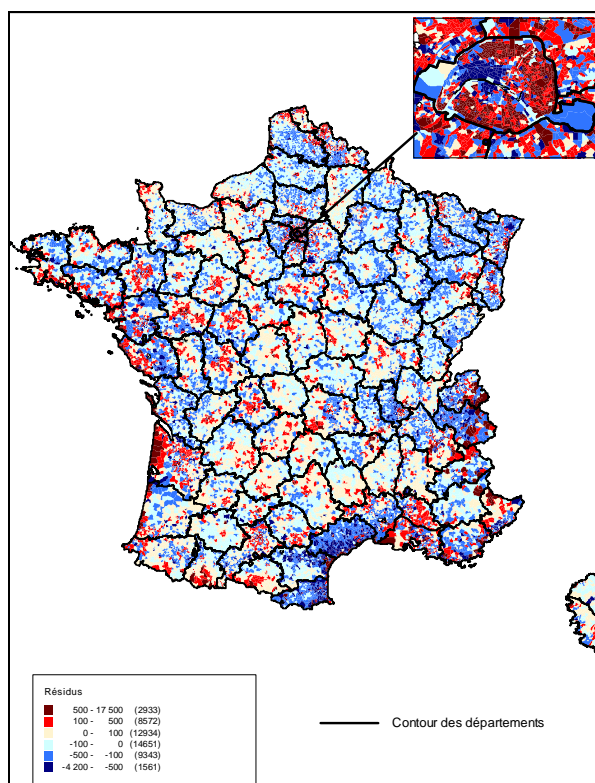 Résidus
500 - 17 500 (2933)
100 - 500 (8572)
0 - 100 (12934)
-100 - 0 (14651)
-500 - -100 (9343)
-4 200 - -500 (1561)
Contour des départements